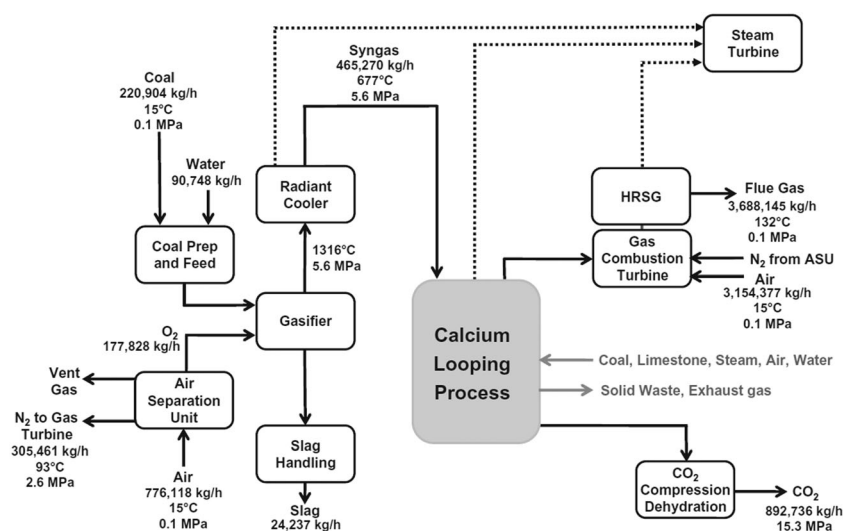 Steam
Turbine
Syngas
465,270 kg/h
677°C
5.6 MPa
Coal
220,904 kg/h
15°C
0.1 MPa
Water
90,748 kg/h
Radiant
Cooler
HRSG
Flue Gas
3,688,145 kg/h
132°C
0.1 MPa
Coal Prep
and Feed
1316°C
5.6 MPa
Gas
Combustion
Turbine
N₂ from ASU
Air
3,154,377 kg/h
15°C
0.1 MPa
Gasifier
O₂
177,828 kg/h
Calcium
Looping
Process
Coal, Limestone, Steam, Air, Water
Solid Waste, Exhaust gas
Vent
Gas
Air
Separation
Unit
N₂ to Gas
Turbine
305,461 kg/h
93°C
2.6 MPa
Air
776,118 kg/h
15°C
0.1 MPa
Slag
Handling
Slag
24,237 kg/h
CO₂
Compression
Dehydration
CO₂
892,736 kg/h
15.3 MPa